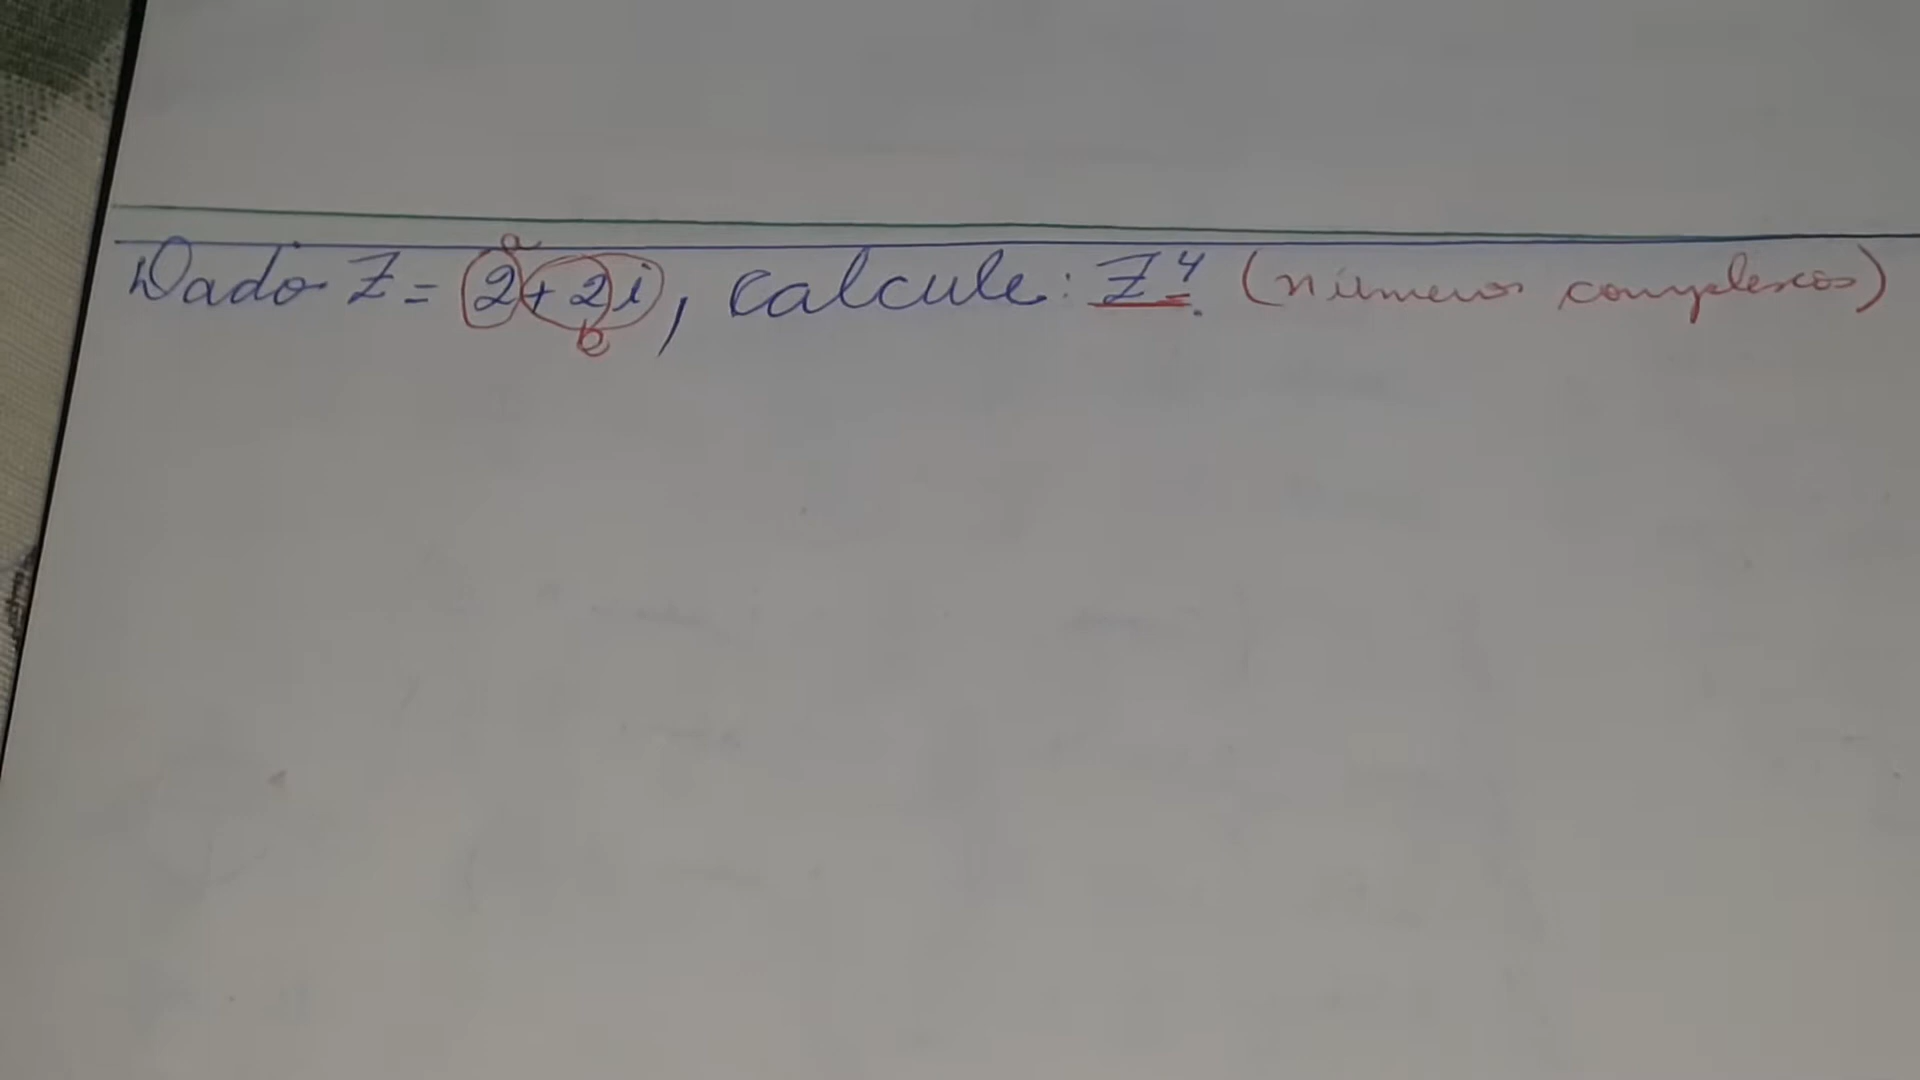 a
Dado Z = 2 + 2i, calcule: Z⁴. (números complexos)
b